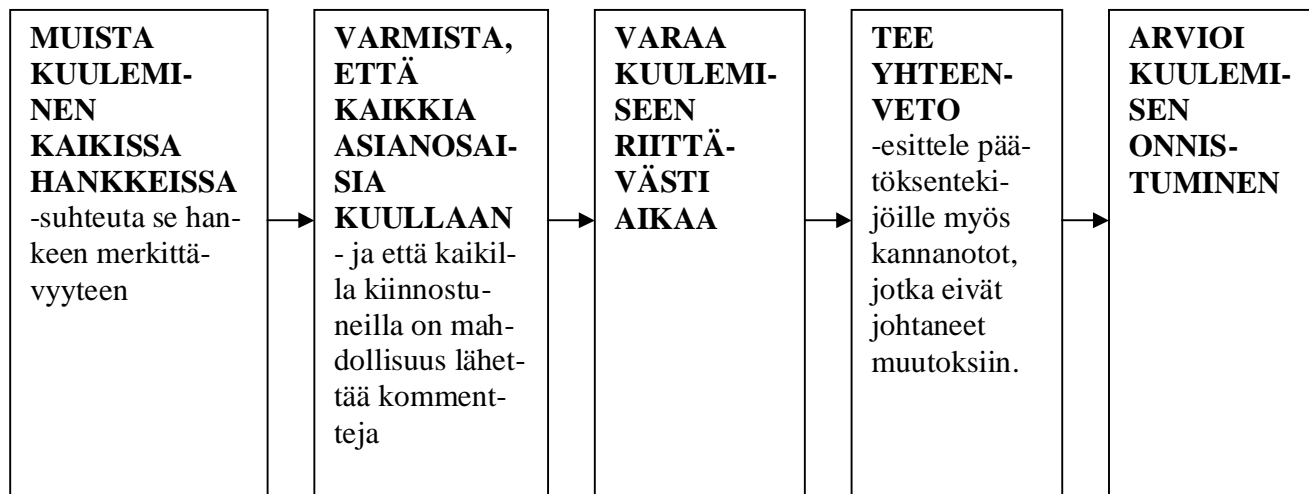 MUISTA
KUULEMI-
NEN
KAIKISSA
HANKKEISSA
-suhteuta se han-
keen merkittä-
vyyteen
VARMISTA,
ETTÄ
KAIKKIA
ASIANOSAI-
SIA
KUULLAAN
- ja että kaikil-
la kiinnostu-
neilla on mah-
dollisuus lähet-
tää komment-
teja
VARAA
KUULEMI-
SEEN
RIITTÄ-
VÄSTI
AIKAA
TEE
YHTEEN-
VETO
-esittele pää-
töksenteki-
jöille myös
kannanotot,
jotka eivät
johtaneet
muutoksiin.
ARVIOI
KUULEMI-
SEN
ONNIS-
TUMINEN